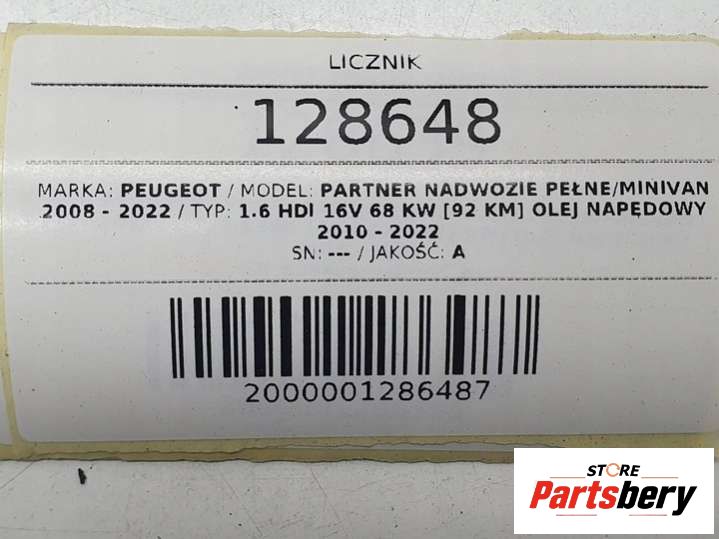 LICZNIK
128648
MARKA: PEUGEOT / MODEL: PARTNER NADWOZIE PEŁNE/MINIVAN
2008 - 2022 / TYP: 1.6 HDI 16V 68 KW [92 KM] OLEJ NAPĘDOWY
2010 - 2022
SN: --- / JAKOŚĆ: A
2000001286487
STORE
Partsbery